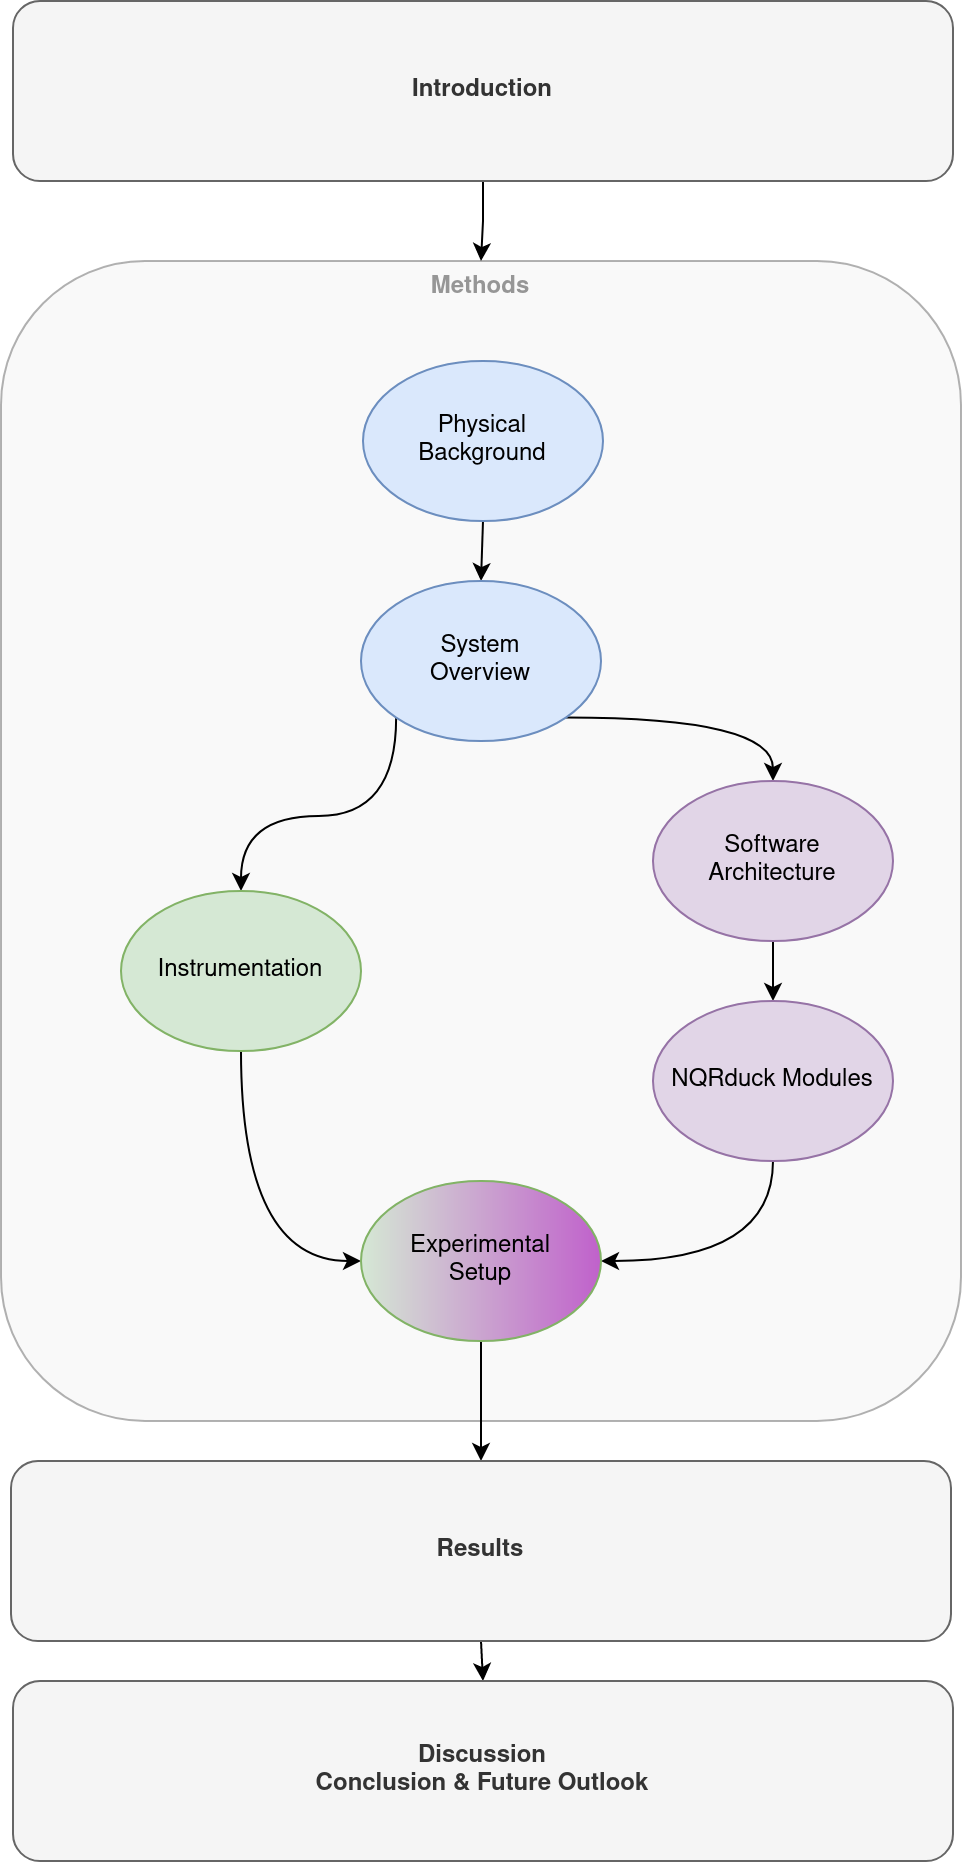 Introduction
Methods
Physical
Background
System
Overview
Software
Architecture
Instrumentation
NQRduck Modules
Experimental
Setup
Results
Discussion
Conclusion & Future Outlook